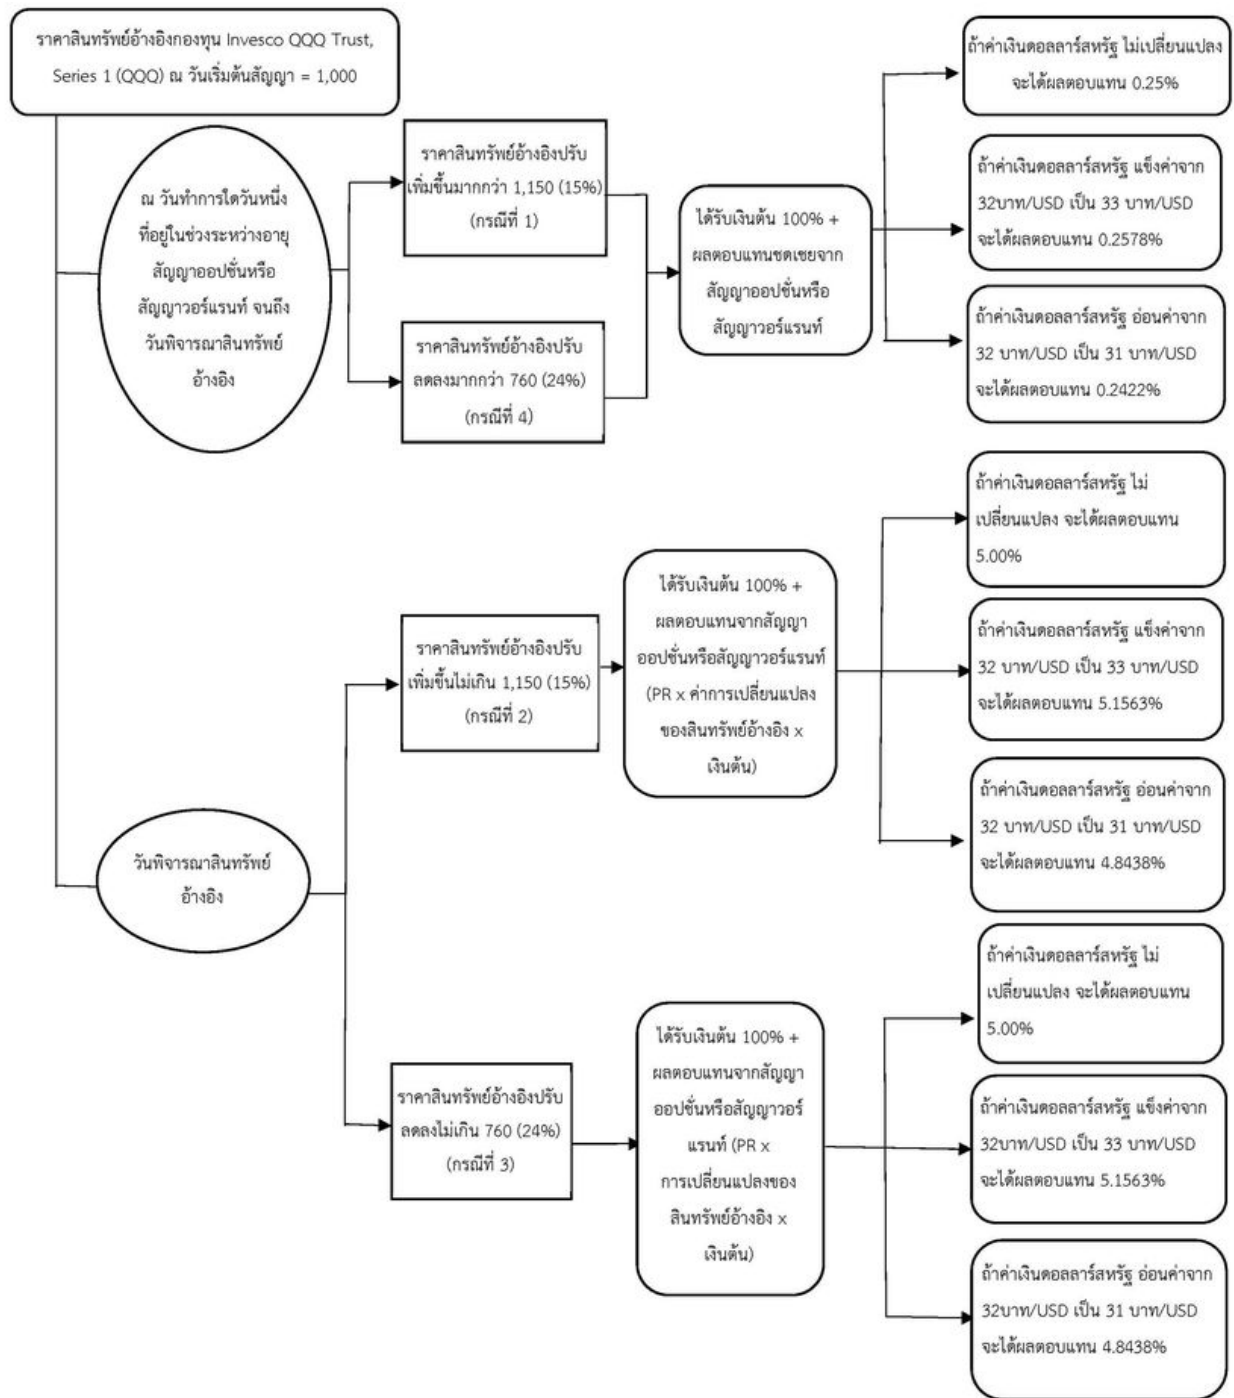 ราคาสินทรัพย์อ้างอิงกองทุน Invesco QQQ Trust,
Series 1 (QQQ) ณ วันเริ่มต้นสัญญา = 1,000
ณ วันทำการใดวันหนึ่ง
ที่อยู่ในช่วงระหว่างอายุ
สัญญาออปชั่นหรือ
สัญญาวอร์แรนท์ จนถึง
วันพิจารณาสินทรัพย์
อ้างอิง
ราคาสินทรัพย์อ้างอิงปรับ
เพิ่มขึ้นมากกว่า 1,150 (15%)
(กรณีที่ 1)
ราคาสินทรัพย์อ้างอิงปรับ
ลดลงมากกว่า 760 (24%)
(กรณีที่ 4)
ได้รับเงินต้น 100% +
ผลตอบแทนชดเชยจาก
สัญญาออปชั่นหรือ
สัญญาวอร์แรนท์
ถ้าค่าเงินดอลลาร์สหรัฐ ไม่เปลี่ยนแปลง
จะได้ผลตอบแทน 0.25%
ถ้าค่าเงินดอลลาร์สหรัฐ แข็งค่าจาก
32บาท/USD เป็น 33 บาท/USD
จะได้ผลตอบแทน 0.2578%
ถ้าค่าเงินดอลลาร์สหรัฐ อ่อนค่าจาก
32 บาท/USD เป็น 31 บาท/USD
จะได้ผลตอบแทน 0.2422%
วันพิจารณาสินทรัพย์
อ้างอิง
ราคาสินทรัพย์อ้างอิงปรับ
เพิ่มขึ้นไม่เกิน 1,150 (15%)
(กรณีที่ 2)
ได้รับเงินต้น 100% +
ผลตอบแทนจากสัญญา
ออปชั่นหรือสัญญาวอร์แรนท์
(PR x ค่าการเปลี่ยนแปลง
ของสินทรัพย์อ้างอิง x
เงินต้น)
ถ้าค่าเงินดอลลาร์สหรัฐ ไม่
เปลี่ยนแปลง จะได้ผลตอบแทน
5.00%
ถ้าค่าเงินดอลลาร์สหรัฐ แข็งค่าจาก
32 บาท/USD เป็น 33 บาท/USD
จะได้ผลตอบแทน 5.1563%
ถ้าค่าเงินดอลลาร์สหรัฐ อ่อนค่าจาก
32 บาท/USD เป็น 31 บาท/USD
จะได้ผลตอบแทน 4.8438%
ราคาสินทรัพย์อ้างอิงปรับ
ลดลงไม่เกิน 760 (24%)
(กรณีที่ 3)
ได้รับเงินต้น 100% +
ผลตอบแทนจากสัญญา
ออปชั่นหรือสัญญาวอร์
แรนท์ (PR x
การเปลี่ยนแปลงของ
สินทรัพย์อ้างอิง x
เงินต้น)
ถ้าค่าเงินดอลลาร์สหรัฐ ไม่
เปลี่ยนแปลง จะได้ผลตอบแทน
5.00%
ถ้าค่าเงินดอลลาร์สหรัฐ แข็งค่าจาก
32บาท/USD เป็น 33 บาท/USD
จะได้ผลตอบแทน 5.1563%
ถ้าค่าเงินดอลลาร์สหรัฐ อ่อนค่าจาก
32บาท/USD เป็น 31 บาท/USD
จะได้ผลตอบแทน 4.8438%